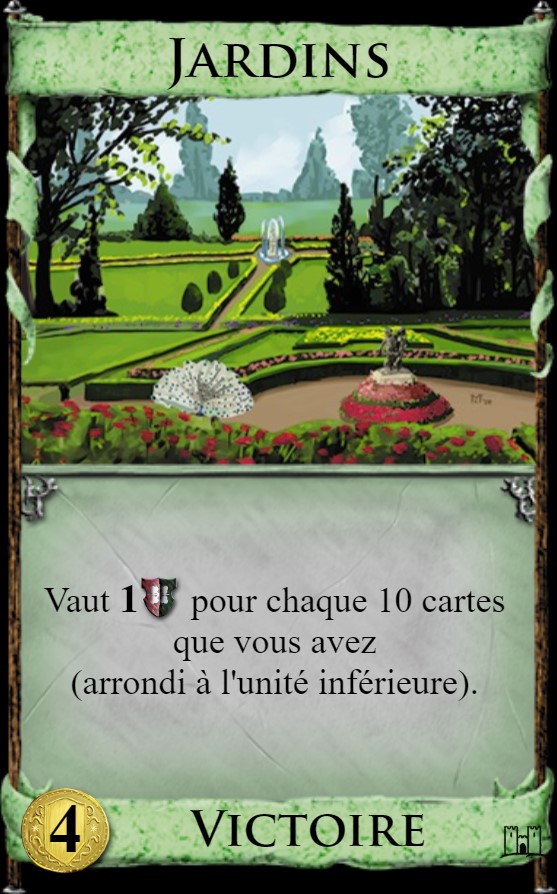 Jardins
Vaut 1 pour chaque 10 cartes
que vous avez
(arrondi à l'unité inférieure).
4
Victoire